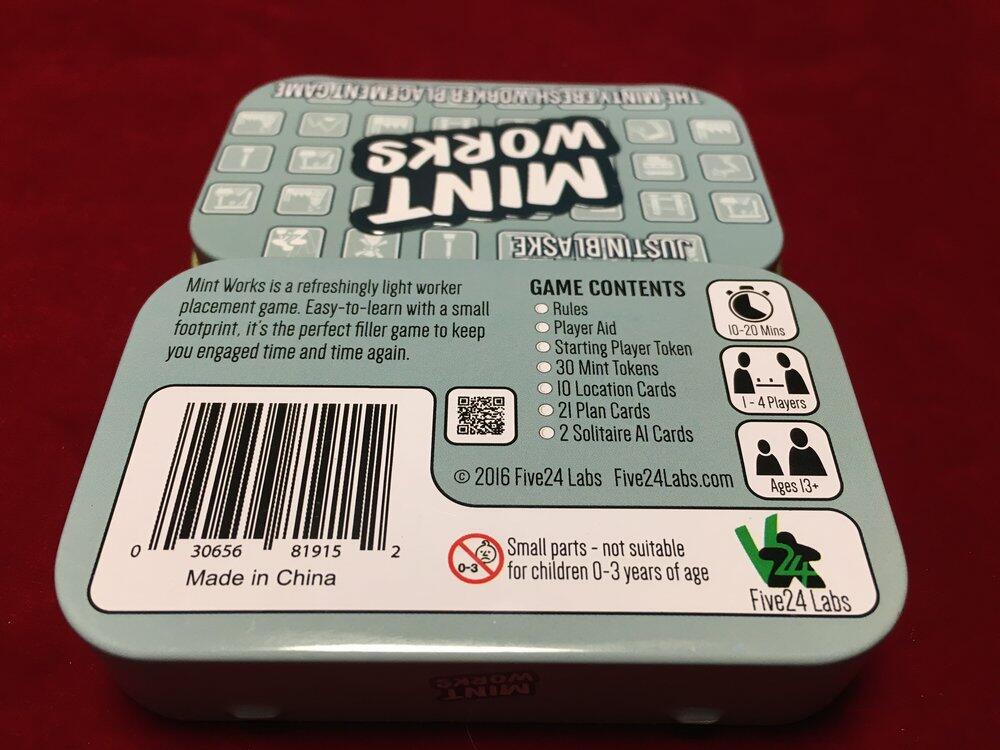 THE MINTY FRESH WORKER PLACEMENT GAME
MINT
WORKS
JUSTIN BLASKE
Mint Works is a refreshingly light worker
placement game. Easy-to-learn with a small
footprint, it's the perfect filler game to keep
you engaged time and time again.
GAME CONTENTS
Rules
Player Aid
Starting Player Token
30 Mint Tokens
10 Location Cards
21 Plan Cards
2 Solitaire AI Cards
10-20 Mins
1 - 4 Players
Ages 13+
© 2016 Five24 Labs Five24Labs.com
0 30656 81915 2
Made in China
0-3
Small parts - not suitable
for children 0-3 years of age
24
Five24 Labs
MINT
WORKS